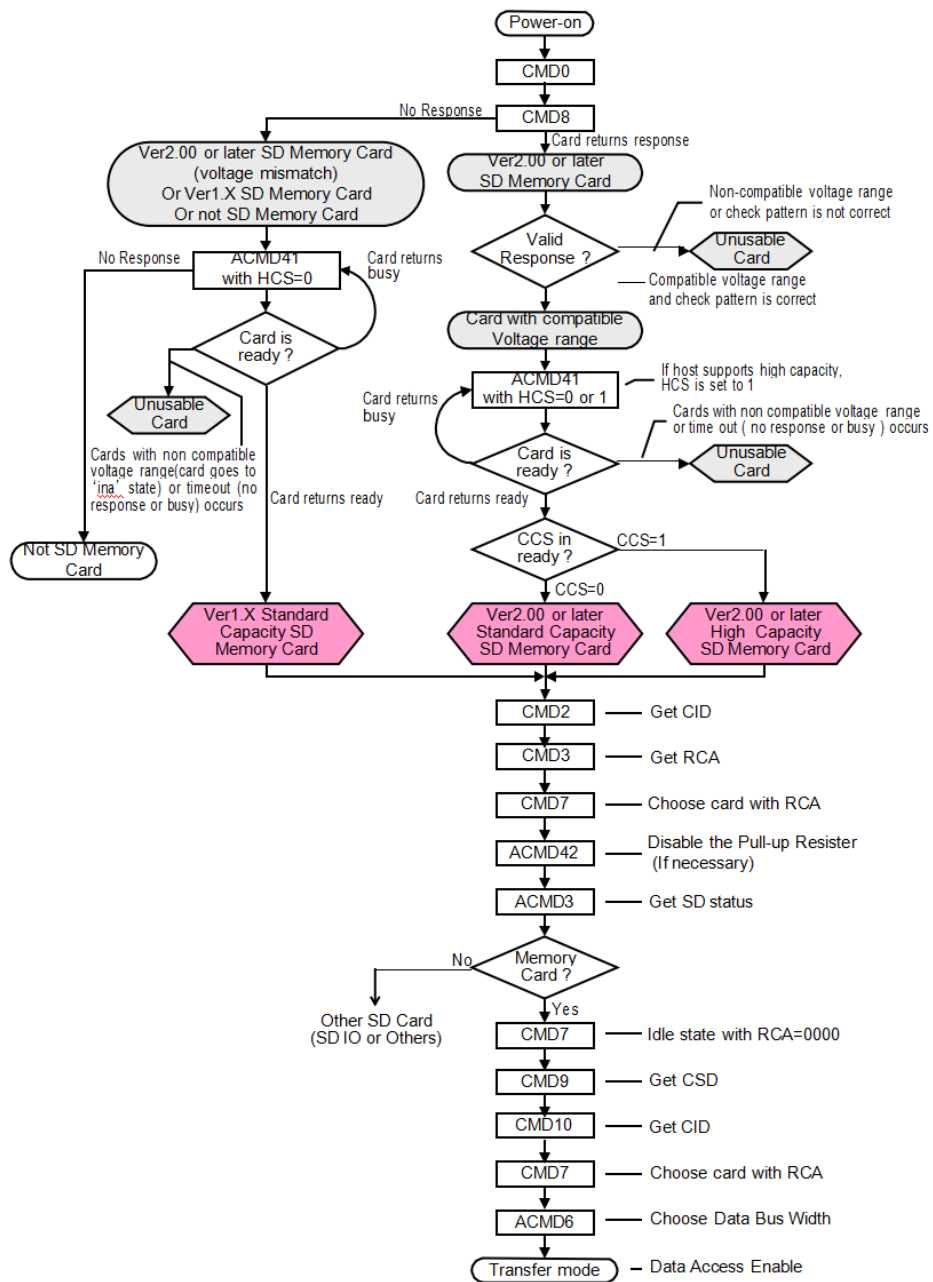 Power-on
CMD0
No Response
CMD8
Card returns response
Ver2.00 or later SD Memory Card
(voltage mismatch)
Or Ver1.X SD Memory Card
Or not SD Memory Card
Ver2.00 or later
SD Memory Card
Non-compatible voltage range
or check pattern is not correct
Valid
Response ?
Unusable
Card
Compatible voltage range
and check pattern is correct
No Response
ACMD41
with HCS=0
Card returns
busy
Card is
ready ?
Unusable
Card
Cards with non compatible
voltage range(card goes to
‘ina’ state) or timeout (no
response or busy) occurs
Card returns ready
Not SD Memory
Card
Card with compatible
Voltage range
ACMD41
with HCS=0 or 1
If host supports high capacity,
HCS is set to 1
Card returns
busy
Cards with non compatible voltage range
or time out ( no response or busy ) occurs
Card is
ready ?
Unusable
Card
Card returns ready
CCS in
ready ?
CCS=1
CCS=0
Ver1.X Standard
Capacity SD
Memory Card
Ver2.00 or later
Standard Capacity
SD Memory Card
Ver2.00 or later
High Capacity
SD Memory Card
CMD2
Get CID
CMD3
Get RCA
CMD7
Choose card with RCA
ACMD42
Disable the Pull-up Resister
(If necessary)
ACMD3
Get SD status
Memory
Card ?
No
Other SD Card
(SD IO or Others)
Yes
CMD7
Idle state with RCA=0000
CMD9
Get CSD
CMD10
Get CID
CMD7
Choose card with RCA
ACMD6
Choose Data Bus Width
Transfer mode
Data Access Enable